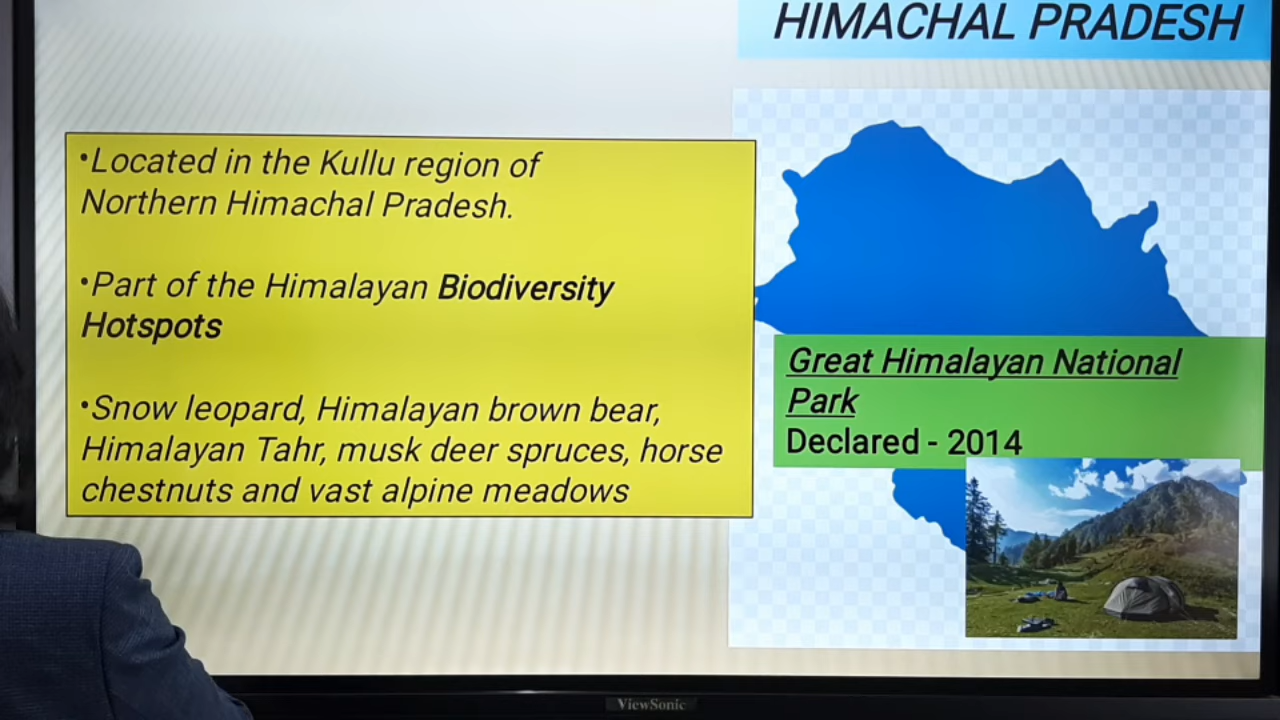 HIMACHAL PRADESH
•Located in the Kullu region of
Northern Himachal Pradesh.
•Part of the Himalayan Biodiversity
Hotspots
•Snow leopard, Himalayan brown bear,
Himalayan Tahr, musk deer spruces, horse
chestnuts and vast alpine meadows
Great Himalayan National
Park
Declared - 2014
ViewSonic